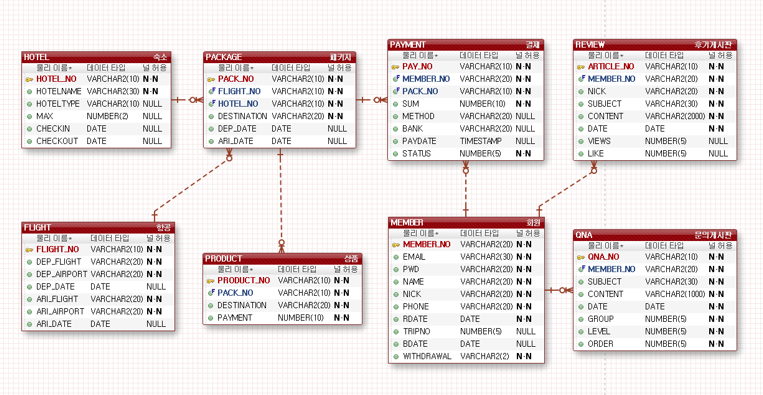 HOTEL 숙소
물리 이름 데이터 타입 널 허용
HOTEL_NO VARCHAR2(10) N·N
HOTELNAME VARCHAR2(30) N·N
HOTELTYPE VARCHAR2(10) NULL
MAX NUMBER(2) NULL
CHECKIN DATE NULL
CHECKOUT DATE NULL
PACKAGE 패키지
물리 이름 데이터 타입 널 허용
PACK_NO VARCHAR2(10) N·N
FLIGHT_NO VARCHAR2(20) N·N
HOTEL_NO VARCHAR2(10) N·N
DESTINATION VARCHAR2(20) N·N
DEP_DATE DATE NULL
ARI_DATE DATE NULL
PAYMENT 결제
물리 이름 데이터 타입 널 허용
PAY_NO VARCHAR2(10) N·N
MEMBER_NO VARCHAR2(20) N·N
PACK_NO VARCHAR2(10) N·N
SUM NUMBER(10) N·N
METHOD VARCHAR2(20) NULL
BANK VARCHAR2(20) NULL
PAYDATE TIMESTAMP NULL
STATUS NUMBER(5) N·N
REVIEW 후기게시판
물리 이름 데이터 타입 널 허용
ARTICLE_NO VARCHAR2(10) N·N
MEMBER_NO VARCHAR2(20) N·N
NICK VARCHAR2(20) N·N
SUBJECT VARCHAR2(30) N·N
CONTENT VARCHAR2(2000) N·N
DATE DATE N·N
VIEWS NUMBER(5) NULL
LIKE NUMBER(5) NULL
FLIGHT 항공
물리 이름 데이터 타입 널 허용
FLIGHT_NO VARCHAR2(10) N·N
DEP_FLIGHT VARCHAR2(20) N·N
DEP_AIRPORT VARCHAR2(20) N·N
DEP_DATE DATE NULL
ARI_FLIGHT VARCHAR2(20) N·N
ARI_AIRPORT VARCHAR2(20) N·N
ARI_DATE DATE NULL
PRODUCT 상품
물리 이름 데이터 타입 널 허용
PRODUCT_NO VARCHAR2(10) N·N
PACK_NO VARCHAR2(10) N·N
DESTINATION VARCHAR2(20) N·N
PAYMENT NUMBER(10) N·N
MEMBER 회원
물리 이름 데이터 타입 널 허용
MEMBER_NO VARCHAR2(20) N·N
EMAIL VARCHAR2(30) N·N
PWD VARCHAR2(20) N·N
NAME VARCHAR2(20) N·N
NICK VARCHAR2(20) N·N
PHONE VARCHAR2(20) N·N
RDATE DATE N·N
TRIPNO NUMBER(5) NULL
BDATE DATE NULL
WITHDRAWAL VARCHAR2(2) N·N
QNA 문의게시판
물리 이름 데이터 타입 널 허용
QNA_NO VARCHAR2(10) N·N
MEMBER_NO VARCHAR2(20) N·N
SUBJECT VARCHAR2(30) N·N
CONTENT VARCHAR2(1000) N·N
DATE DATE N·N
GROUP NUMBER(5) N·N
LEVEL NUMBER(5) N·N
ORDER NUMBER(5) N·N